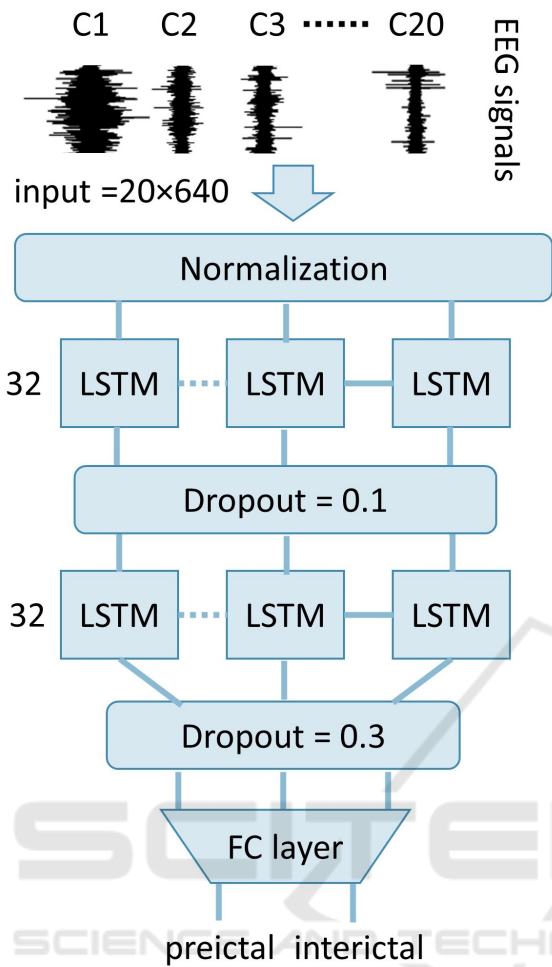 C1 C2 C3 ...... C20
EEG signals
input =20×640
Normalization
32 LSTM LSTM LSTM
Dropout = 0.1
32 LSTM LSTM LSTM
Dropout = 0.3
FC layer
preictal interictal